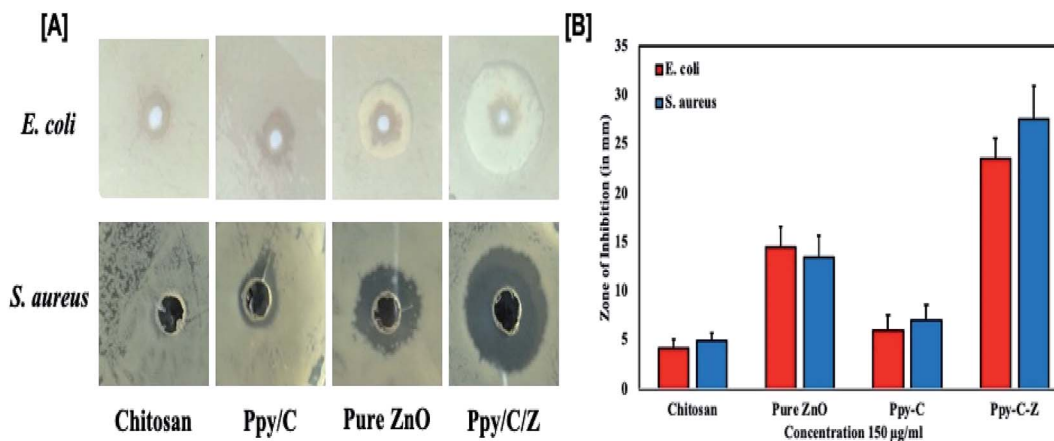 [A]
E. coli
S. aureus
Chitosan Ppy/C Pure ZnO Ppy/C/Z
[B]
35
30
25
20
15
10
5
0
Zone of Inhibition (in mm)
E. coli
S. aureus
Chitosan Pure ZnO Ppy-C Ppy-C-Z
Concentration 150 µg/ml